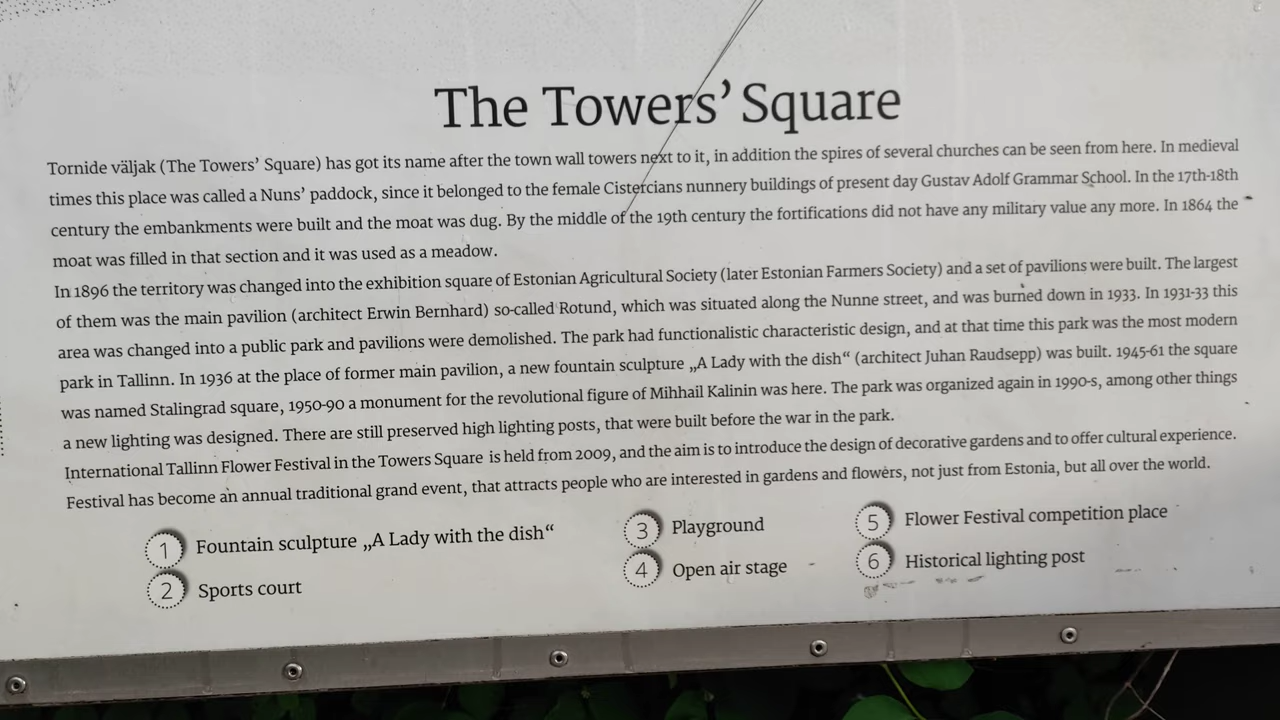 The Towers’ Square
Tornide väljak (The Towers’ Square) has got its name after the town wall towers next to it, in addition the spires of several churches can be seen from here. In medieval
times this place was called a Nuns’ paddock, since it belonged to the female Cistercians nunnery buildings of present day Gustav Adolf Grammar School. In the 17th-18th
century the embankments were built and the moat was dug. By the middle of the 19th century the fortifications did not have any military value any more. In 1864 the
moat was filled in that section and it was used as a meadow.
In 1896 the territory was changed into the exhibition square of Estonian Agricultural Society (later Estonian Farmers Society) and a set of pavilions were built. The largest
of them was the main pavilion (architect Erwin Bernhard) so-called Rotund, which was situated along the Nunne street, and was burned down in 1933. In 1931-33 this
area was changed into a public park and pavilions were demolished. The park had functionalistic characteristic design, and at that time this park was the most modern
park in Tallinn. In 1936 at the place of former main pavilion, a new fountain sculpture „A Lady with the dish“ (architect Juhan Raudsepp) was built. 1945-61 the square
was named Stalingrad square, 1950-90 a monument for the revolutional figure of Mihhail Kalinin was here. The park was organized again in 1990-s, among other things
a new lighting was designed. There are still preserved high lighting posts, that were built before the war in the park.
International Tallinn Flower Festival in the Towers Square is held from 2009, and the aim is to introduce the design of decorative gardens and to offer cultural experience.
Festival has become an annual traditional grand event, that attracts people who are interested in gardens and flowers, not just from Estonia, but all over the world.
1 Fountain sculpture „A Lady with the dish“
2 Sports court
3 Playground
4 Open air stage
5 Flower Festival competition place
6 Historical lighting post